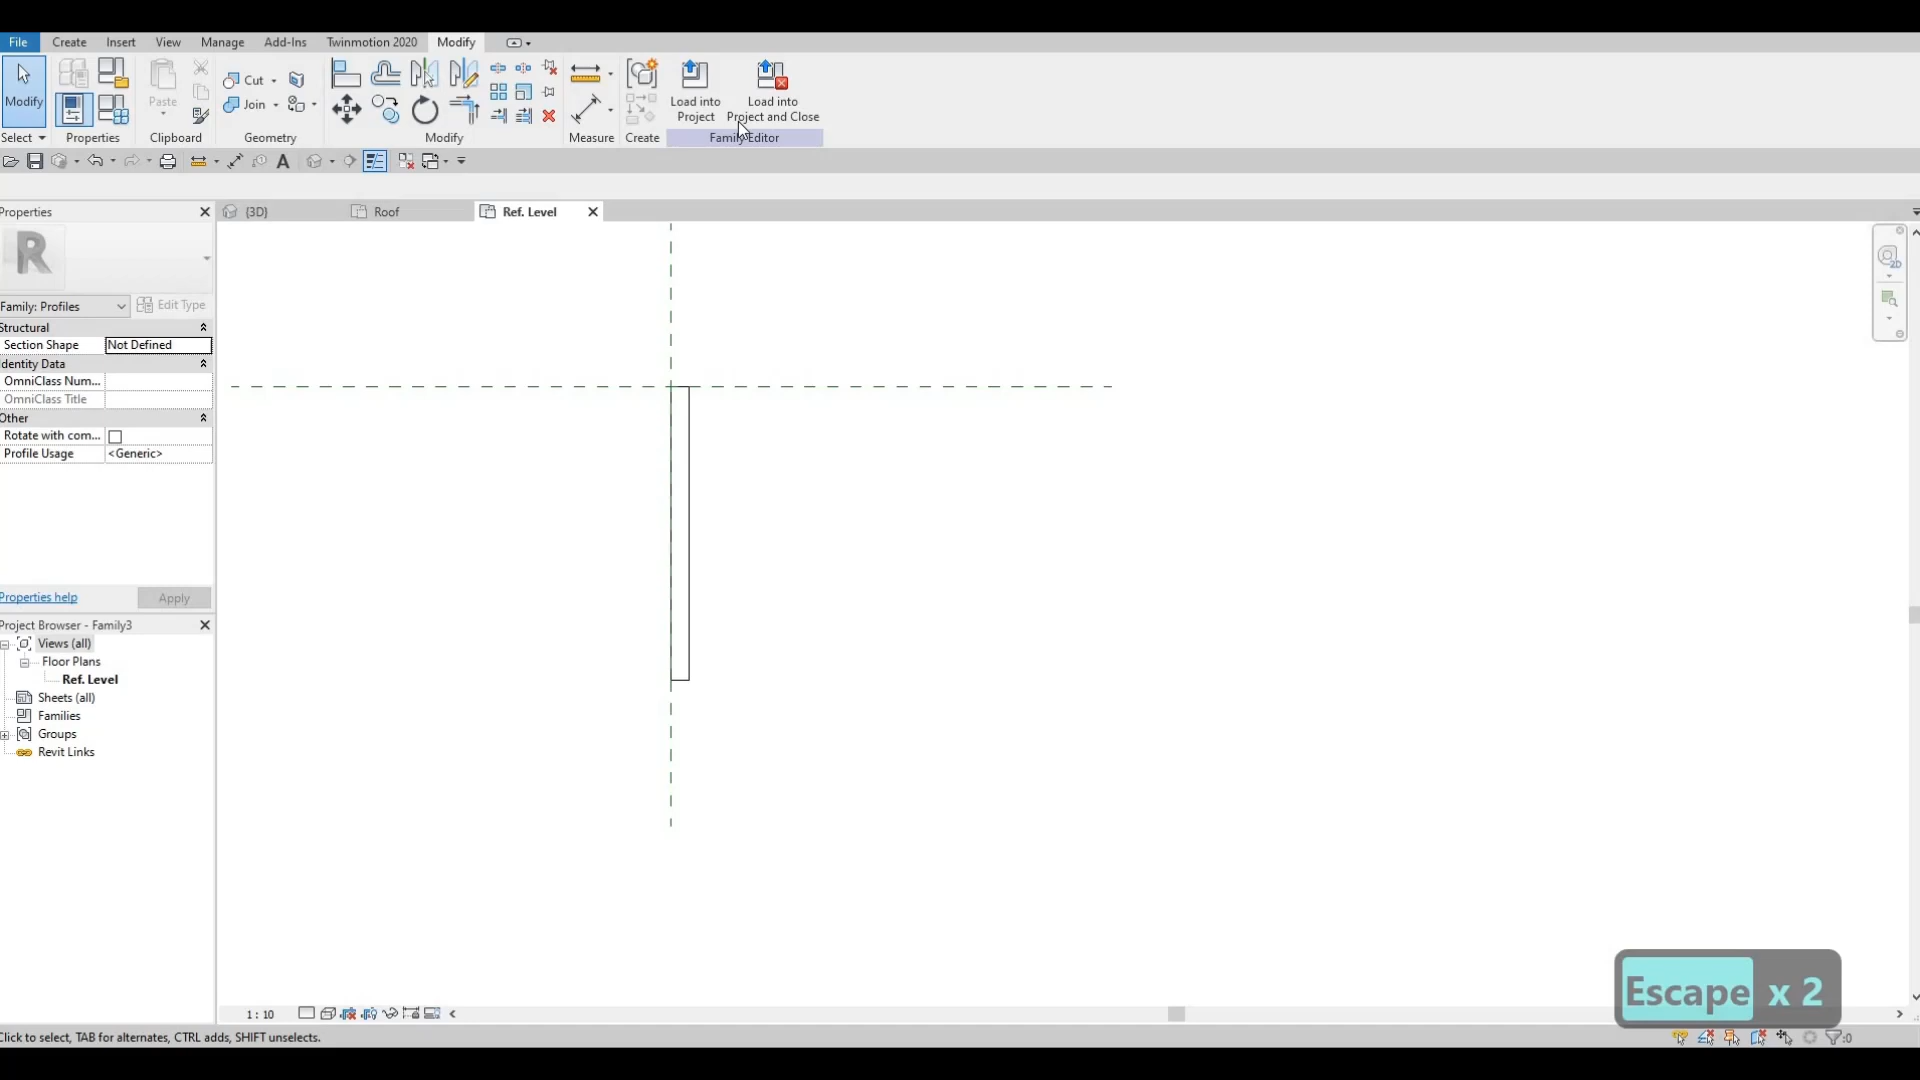 File Create Insert View Manage Add-Ins Twinmotion 2020 Modify
Modify Paste Cut Join Load into Project Load into Project and Close
Select Properties Clipboard Geometry Modify Measure Create Family Editor
Properties
(3D) Roof Ref. Level
R
Family: Profiles Edit Type
Structural
Section Shape Not Defined
Identity Data
OmniClass Num...
OmniClass Title
Other
Rotate with com...
Profile Usage <Generic>
Properties help Apply
Project Browser - Family3
Views (all)
Floor Plans
Ref. Level
Sheets (all)
Families
Groups
Revit Links
2D
Escape x 2
1 : 10
Click to select, TAB for alternates, CTRL adds, SHIFT unselects.
:0